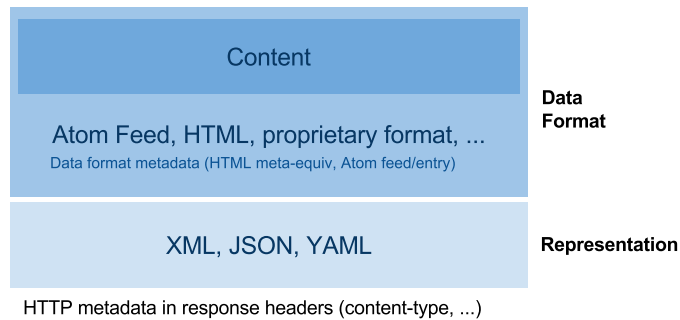 Content
Data
Format
Atom Feed, HTML, proprietary format, ...
Data format metadata (HTML meta-equiv, Atom feed/entry)
XML, JSON, YAML
Representation
HTTP metadata in response headers (content-type, ...)